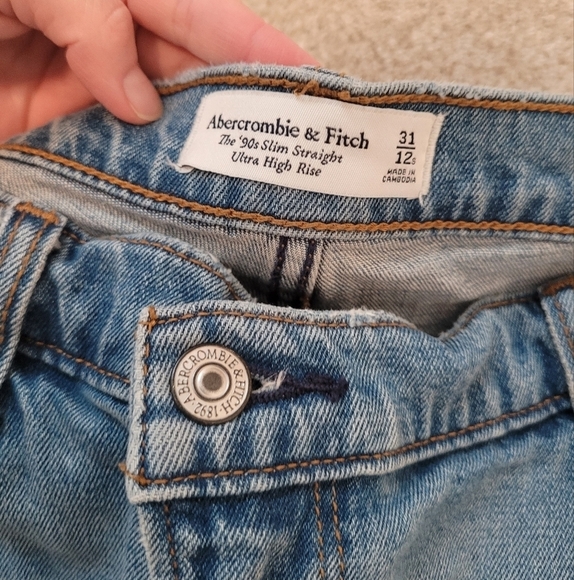 Abercrombie & Fitch
The '90s Slim Straight
Ultra High Rise
31
12s
MADE IN
CAMBODIA
ABERCROMBIE & FITCH · 1892 ·